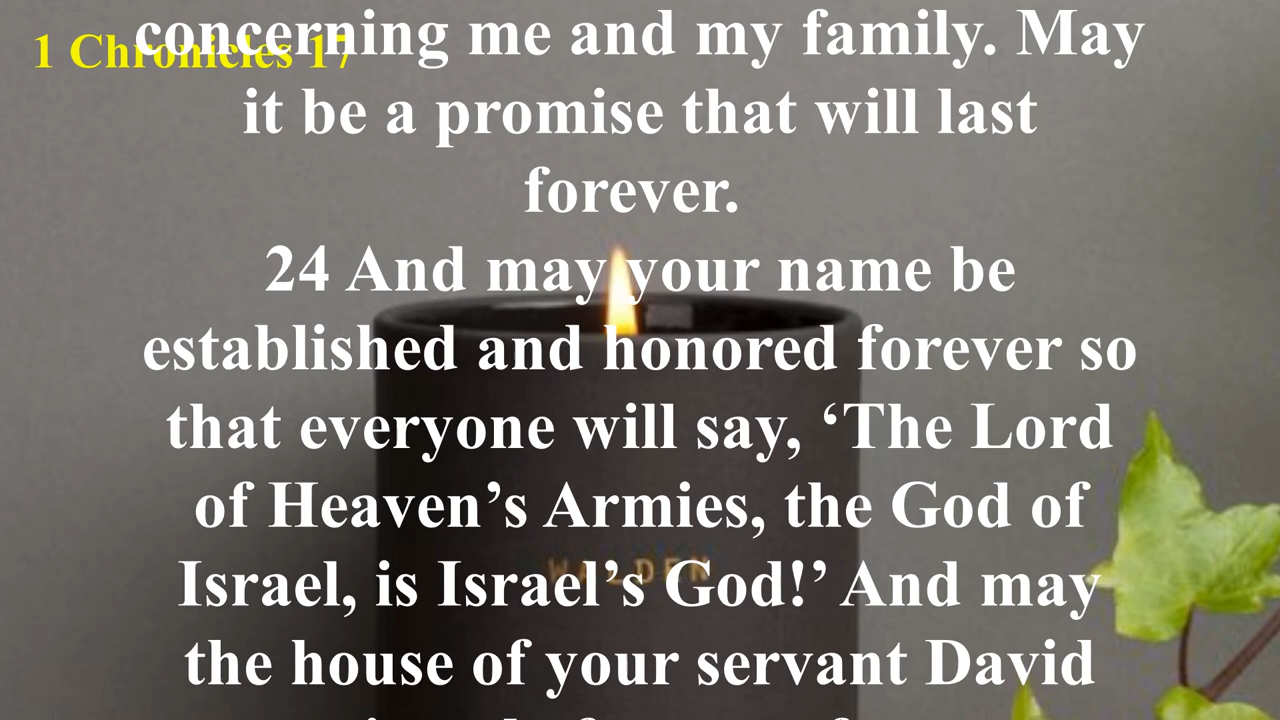 1 Chronicles 17
concerning me and my family. May
it be a promise that will last
forever.
24 And may your name be
established and honored forever so
that everyone will say, ‘The Lord
of Heaven’s Armies, the God of
WALDEN
Israel, is Israel’s God!’ And may
the house of your servant David